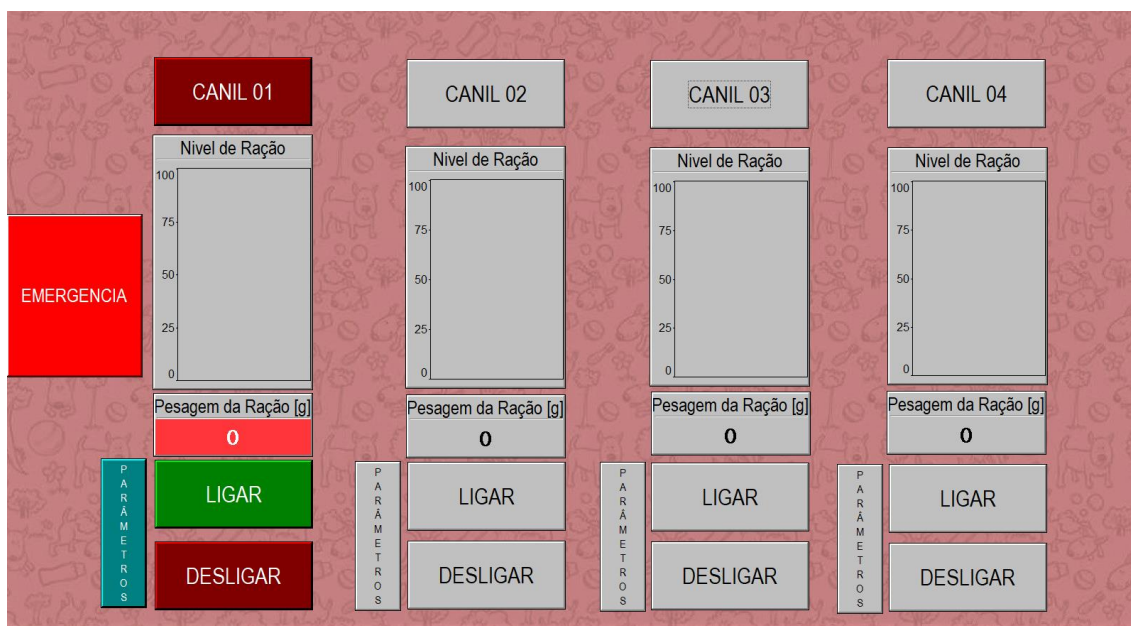 CANIL 01
CANIL 02
CANIL 03
CANIL 04
Nivel de Ração
100
75
50
25
0
Nivel de Ração
100
75
50
25
0
Nivel de Ração
100
75
50
25
0
Nivel de Ração
100
75
50
25
0
EMERGENCIA
Pesagem da Ração [g]
0
Pesagem da Ração [g]
0
Pesagem da Ração [g]
0
Pesagem da Ração [g]
0
PARÂMETROS
LIGAR
DESLIGAR
PARÂMETROS
LIGAR
DESLIGAR
PARÂMETROS
LIGAR
DESLIGAR
PARÂMETROS
LIGAR
DESLIGAR